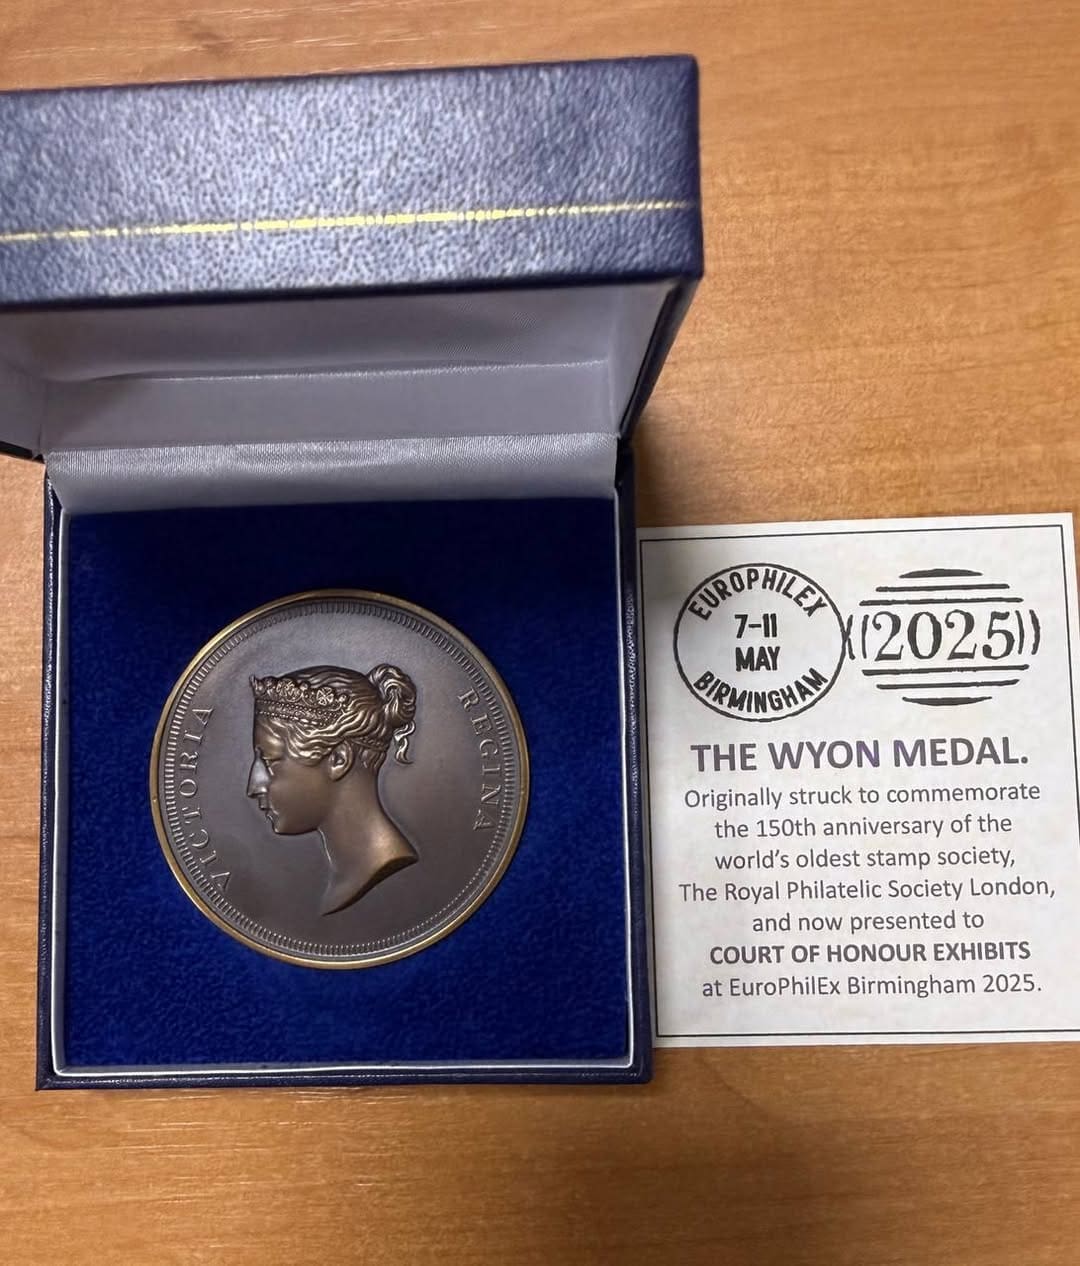 VICTORIA REGINA
EUROPHILEX
7-11
MAY
BIRMINGHAM
2025
THE WYON MEDAL.
Originally struck to commemorate
the 150th anniversary of the
world's oldest stamp society,
The Royal Philatelic Society London,
and now presented to
COURT OF HONOUR EXHIBITS
at EuroPhilEx Birmingham 2025.